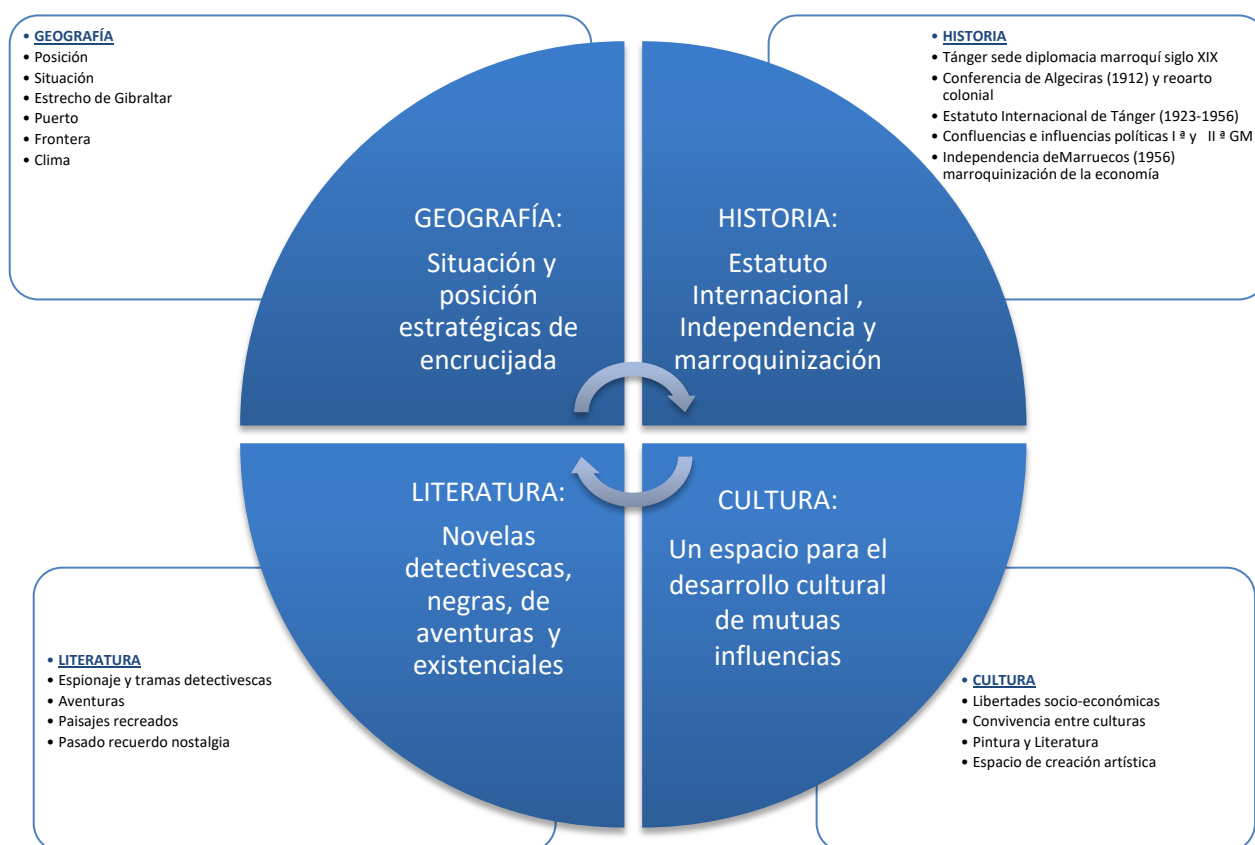 • GEOGRAFÍA
• Posición
• Situación
• Estrecho de Gibraltar
• Puerto
• Frontera
• Clima
• HISTORIA
• Tánger sede diplomacia marroquí siglo XIX
• Conferencia de Algeciras (1912) y reoarto
colonial
• Estatuto Internacional de Tánger (1923-1956)
• Confluencias e influencias políticas I ª y II ª GM
• Independencia deMarruecos (1956)
marroquinización de la economía
GEOGRAFÍA:
Situación y
posición
estratégicas de
encrucijada
HISTORIA:
Estatuto
Internacional ,
Independencia y
marroquinización
LITERATURA:
Novelas
detectivescas,
negras, de
aventuras y
existenciales
CULTURA:
Un espacio para el
desarrollo cultural
de mutuas
influencias
• LITERATURA
• Espionaje y tramas detectivescas
• Aventuras
• Paisajes recreados
• Pasado recuerdo nostalgia
• CULTURA
• Libertades socio-económicas
• Convivencia entre culturas
• Pintura y Literatura
• Espacio de creación artística